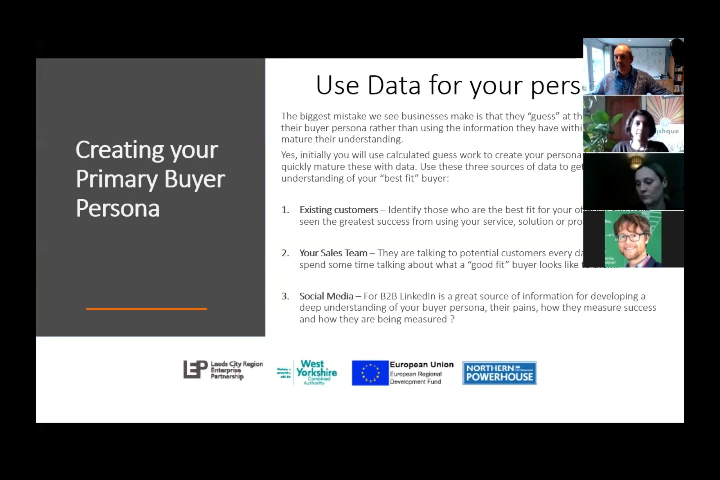 Use Data for your pers
Creating your
Primary Buyer
Persona
The biggest mistake we see businesses make is that they “guess” at th
their buyer persona rather than using the information they have withi
mature their understanding.
Yes, initially you will use calculated guess work to create your persona
quickly mature these with data. Use these three sources of data to get
understanding of your “best fit” buyer:
1. Existing customers – Identify those who are the best fit for your of
seen the greatest success from using your service, solution or pro
2. Your Sales Team – They are talking to potential customers every da
spend some time talking about what a “good fit” buyer looks like
3. Social Media – For B2B LinkedIn is a great source of information for developing a
deep understanding of your buyer persona, their pains, how they measure success
and how they are being measured ?
LEP Leeds City Region
Enterprise
Partnership
West
Yorkshire
Combined
Authority
European Union
European Regional
Development Fund
NORTHERN
POWERHOUSE